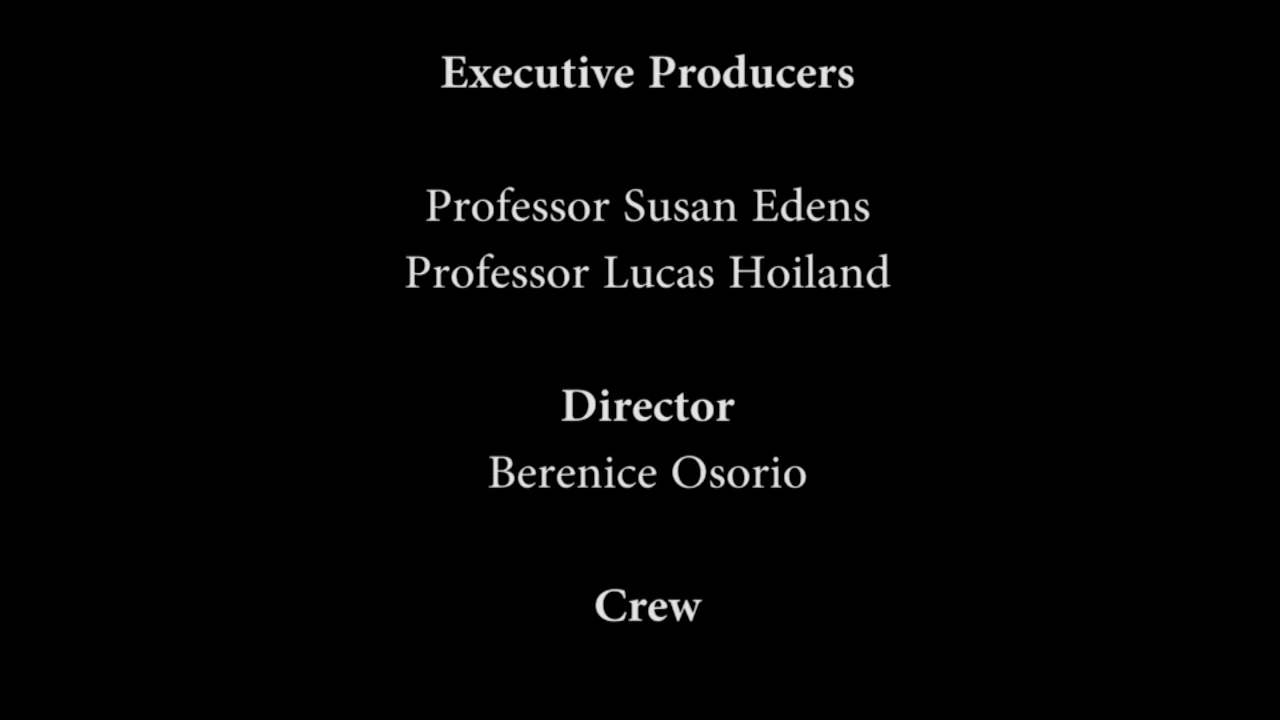 Executive Producers
Professor Susan Edens
Professor Lucas Hoiland
Director
Berenice Osorio
Crew